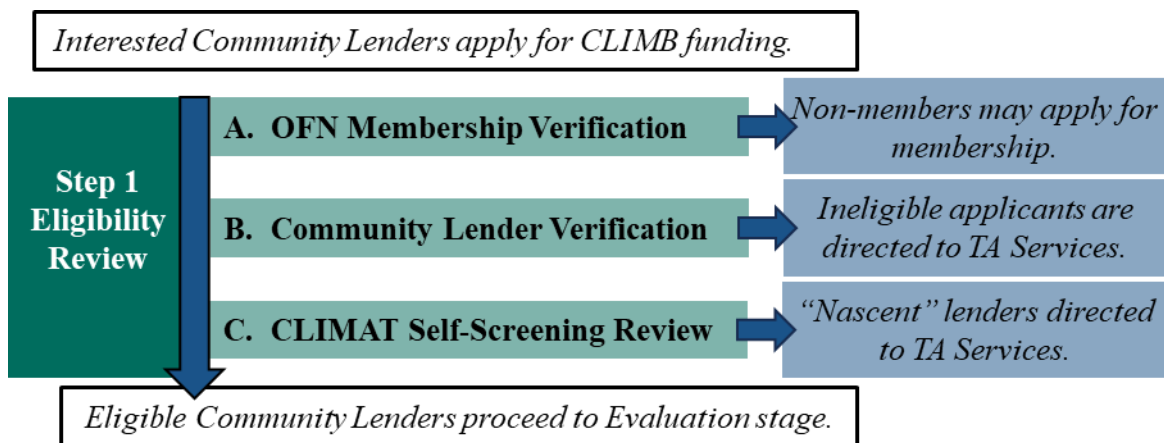 Interested Community Lenders apply for CLIMB funding.
Step 1
Eligibility
Review
A. OFN Membership Verification
Non-members may apply for
membership.
B. Community Lender Verification
Ineligible applicants are
directed to TA Services.
C. CLIMAT Self-Screening Review
“Nascent” lenders directed
to TA Services.
Eligible Community Lenders proceed to Evaluation stage.